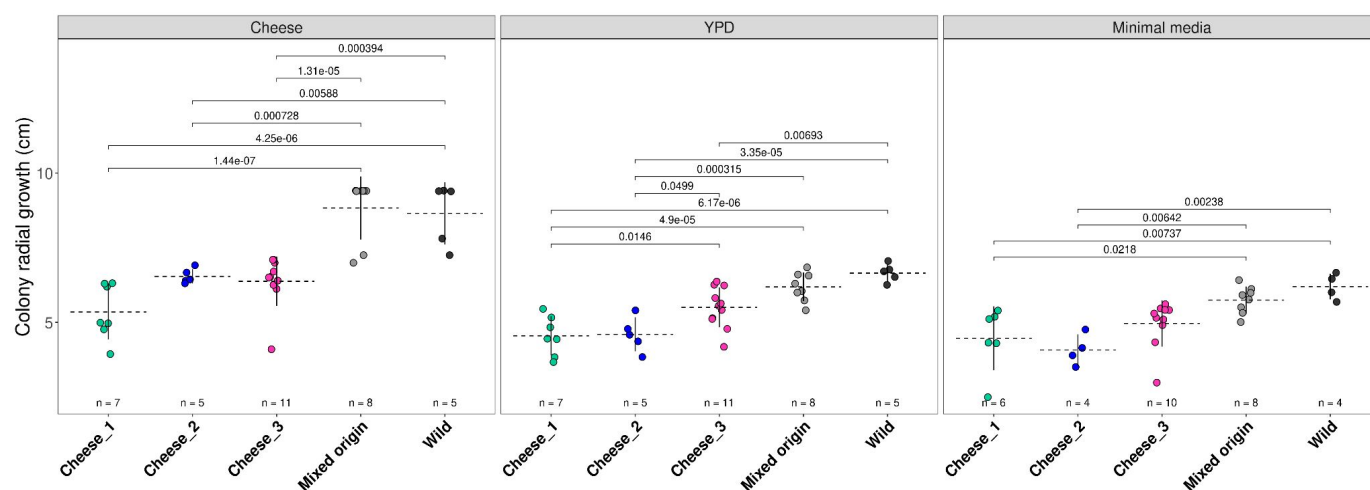 Cheese
YPD
Minimal media
Colony radial growth (cm)
10
5
0.000394
1.31e-05
0.00588
0.000728
4.25e-06
1.44e-07
n = 7
n = 5
n = 11
n = 8
n = 5
Cheese_1
Cheese_2
Cheese_3
Mixed origin
Wild
0.00693
3.35e-05
0.000315
0.0499
6.17e-06
4.9e-05
0.0146
n = 7
n = 5
n = 11
n = 8
n = 5
Cheese_1
Cheese_2
Cheese_3
Mixed origin
Wild
0.00238
0.00642
0.00737
0.0218
n = 6
n = 4
n = 10
n = 8
n = 4
Cheese_1
Cheese_2
Cheese_3
Mixed origin
Wild